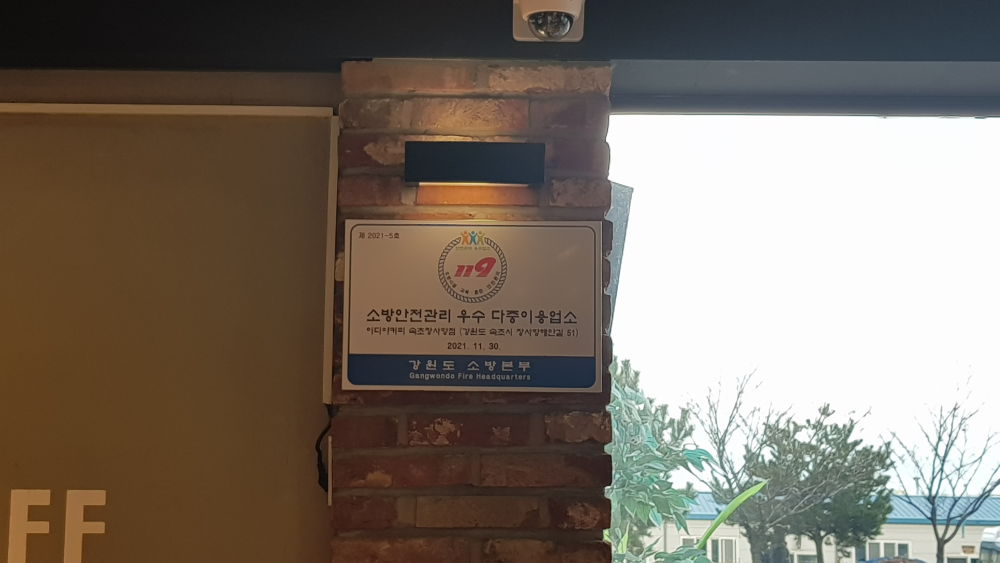 제 2021-5호
119
소방안전관리 우수 다중이용업소
이디야커피 속초장사항점 (강원도 속초시 장사항해안길 51)
2021. 11. 30.
강원도 소방본부
Gangwondo Fire Headquarters
FF